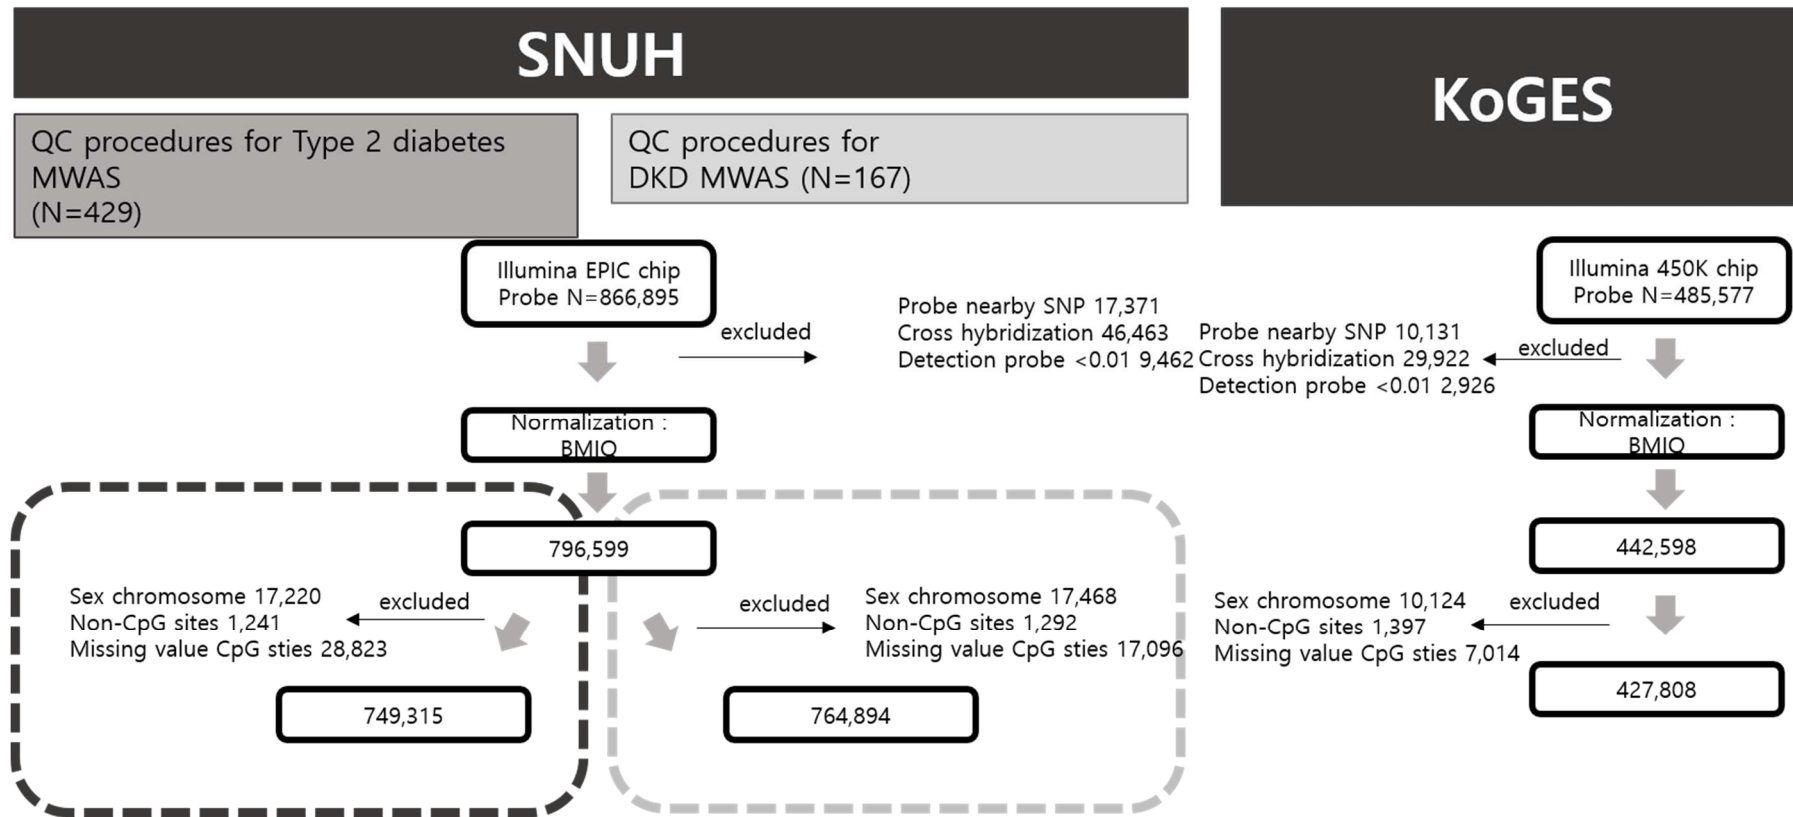 SNUH
QC procedures for Type 2 diabetes
MWAS
(N=429)
QC procedures for
DKD MWAS (N=167)
Illumina EPIC chip
Probe N=866,895
excluded
Probe nearby SNP 17,371
Cross hybridization 46,463
Detection probe <0.01 9,462
Normalization :
BMIQ
796,599
Sex chromosome 17,220
Non-CpG sites 1,241
Missing value CpG sties 28,823
excluded
749,315
excluded
Sex chromosome 17,468
Non-CpG sites 1,292
Missing value CpG sties 17,096
764,894
KoGES
Illumina 450K chip
Probe N=485,577
Probe nearby SNP 10,131
Cross hybridization 29,922
Detection probe <0.01 2,926
excluded
Normalization :
BMIQ
442,598
Sex chromosome 10,124
Non-CpG sites 1,397
Missing value CpG sties 7,014
excluded
427,808